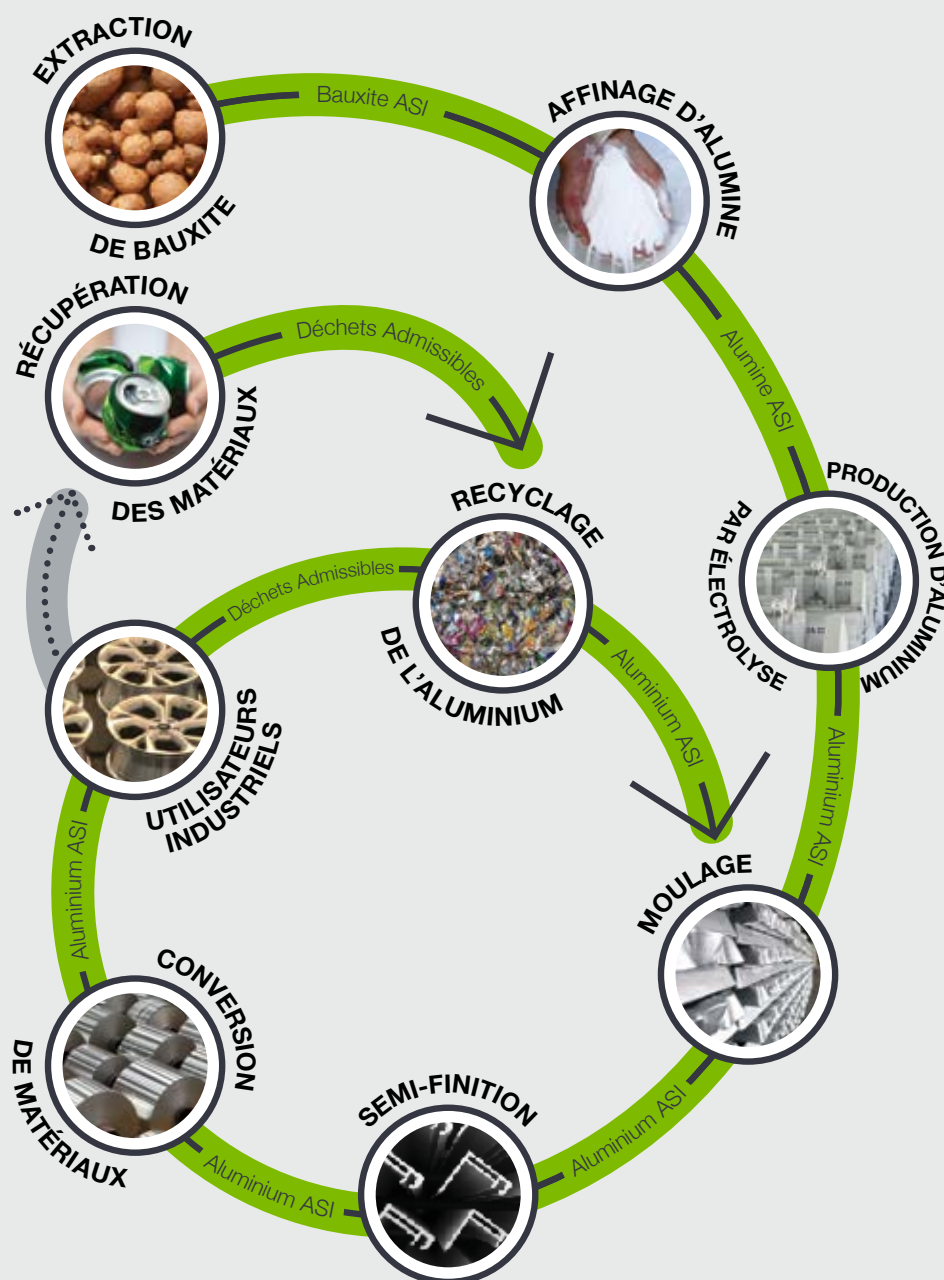 EXTRACTION
DE BAUXITE
Bauxite ASI
AFFINAGE D'ALUMINE
Alumine ASI
PRODUCTION D'ALUMINIUM
PAR ÉLECTROLYSE
Aluminium ASI
MOULAGE
Aluminium ASI
SEMI-FINITION
Aluminium ASI
CONVERSION
DE MATÉRIAUX
Aluminium ASI
UTILISATEURS
INDUSTRIELS
Déchets Admissibles
RECYCLAGE
DE L'ALUMINIUM
Aluminium ASI
RÉCUPÉRATION
DES MATÉRIAUX
Déchets Admissibles